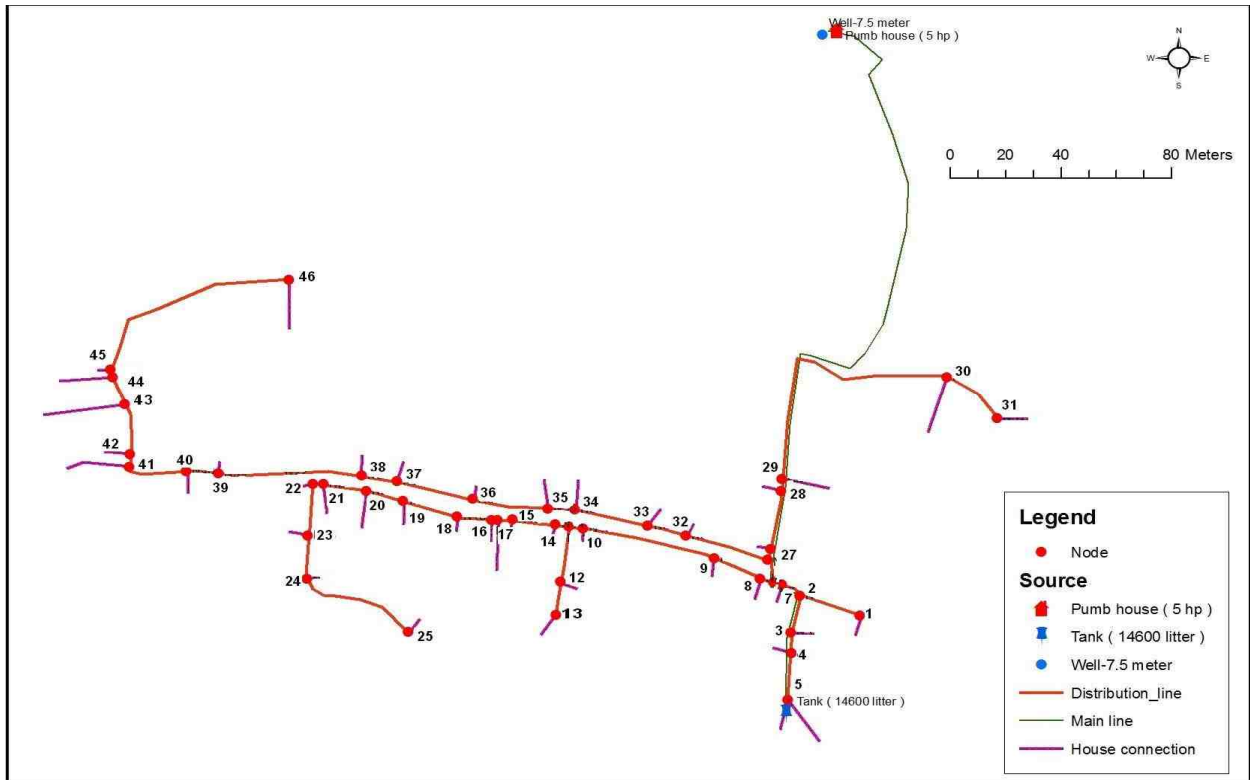 Well-7.5 meter
Pumb house ( 5 hp )
N
W E
S
0 20 40 80 Meters
46
45
44
43
42
41
40
39
38
37
36
35
34
33
32
30
31
29
28
27
22
21
20
19
18
16
17
15
14
10
9
8
7
2
1
23
24
25
12
13
3
4
5
Tank ( 14600 litter )
Legend
Node
Source
Pumb house ( 5 hp )
Tank ( 14600 litter )
Well-7.5 meter
Distribution_line
Main line
House connection